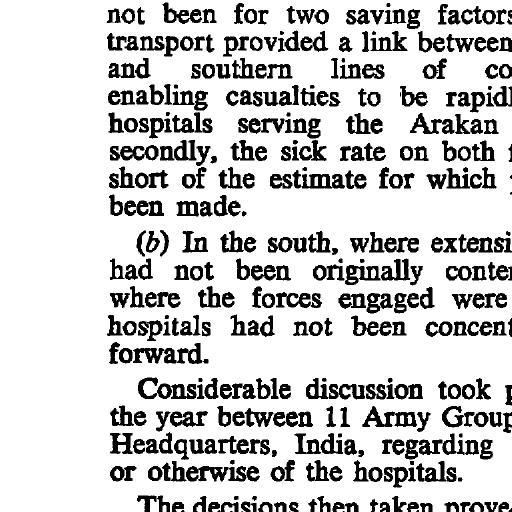 not been for two saving factors
transport provided a link between
and southern lines of co
enabling casualties to be rapidl
hospitals serving the Arakan
secondly, the sick rate on both
short of the estimate for which
been made.
(b) In the south, where extensi
had not been originally conte
where the forces engaged were
hospitals had not been concent
forward.
Considerable discussion took p
the year between 11 Army Group
Headquarters, India, regarding
or otherwise of the hospitals.
The decisions then taken prove